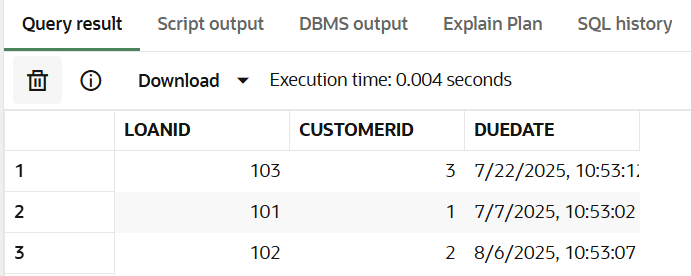 Query result Script output DBMS output Explain Plan SQL history
Download Execution time: 0.004 seconds
LOANID CUSTOMERID DUEDATE
1 103 3 7/22/2025, 10:53:12
2 101 1 7/7/2025, 10:53:02
3 102 2 8/6/2025, 10:53:07